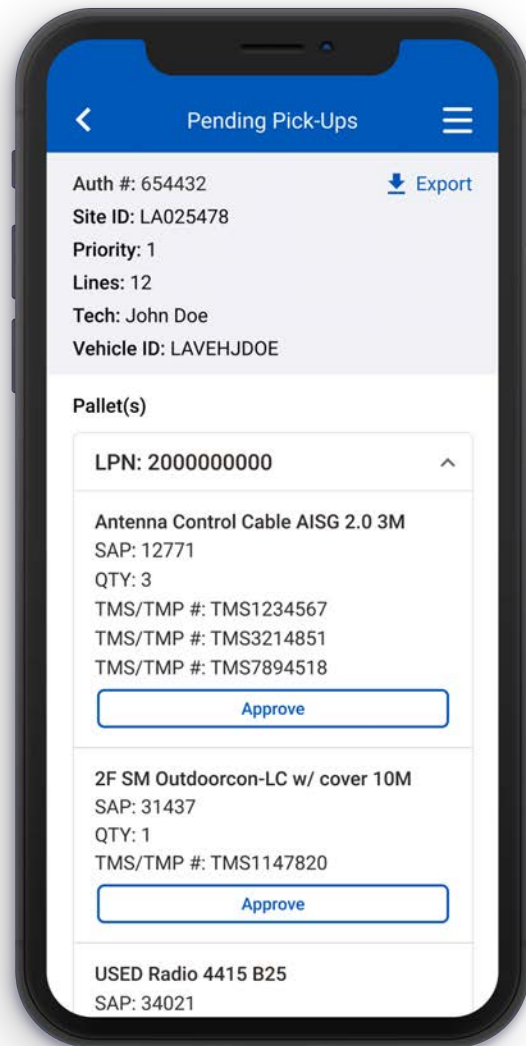 Pending Pick-Ups
Auth #: 654432
Export
Site ID: LA025478
Priority: 1
Lines: 12
Tech: John Doe
Vehicle ID: LAVEHJDOE
Pallet(s)
LPN: 2000000000
Antenna Control Cable AISG 2.0 3M
SAP: 12771
QTY: 3
TMS/TMP #: TMS1234567
TMS/TMP #: TMS3214851
TMS/TMP #: TMS7894518
Approve
2F SM Outdoorcon-LC w/ cover 10M
SAP: 31437
QTY: 1
TMS/TMP #: TMS1147820
Approve
USED Radio 4415 B25
SAP: 34021